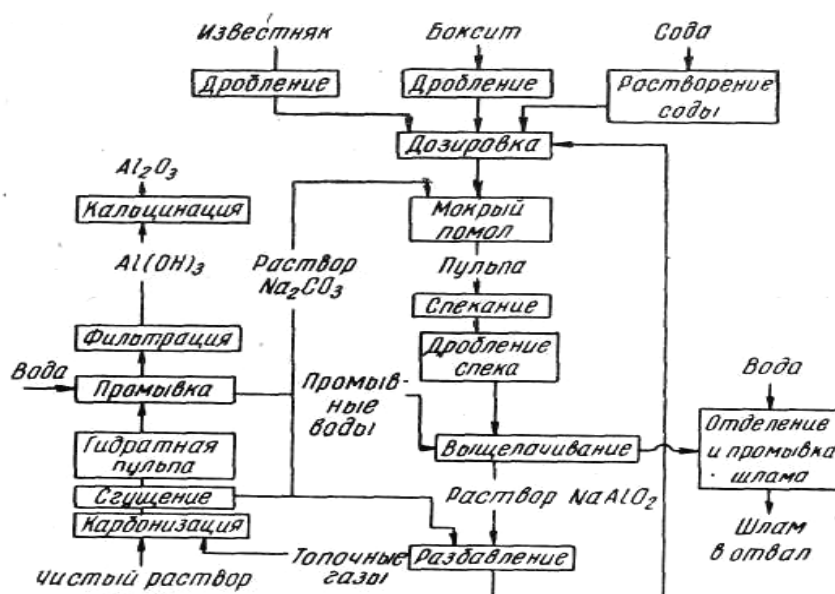 Известняк
Боксит
Сода
Дробление
Дробление
Растворение
соды
Дозировка
Al₂O₃
Кальцинация
Мокрый
помол
Al(OH)₃
Раствор
Na₂CO₃
Пульпа
Спекание
Фильтрация
Дробление
спека
Вода
Промывка
Промыв-
ные
воды
Вода
Гидратная
пульпа
Выщелачивание
Отделение
и промывка
шлама
Сгущение
Раствор NaAlO₂
Карбонизация
Топочные
газы
Разбавление
Шлам
в отвал
чистый раствор